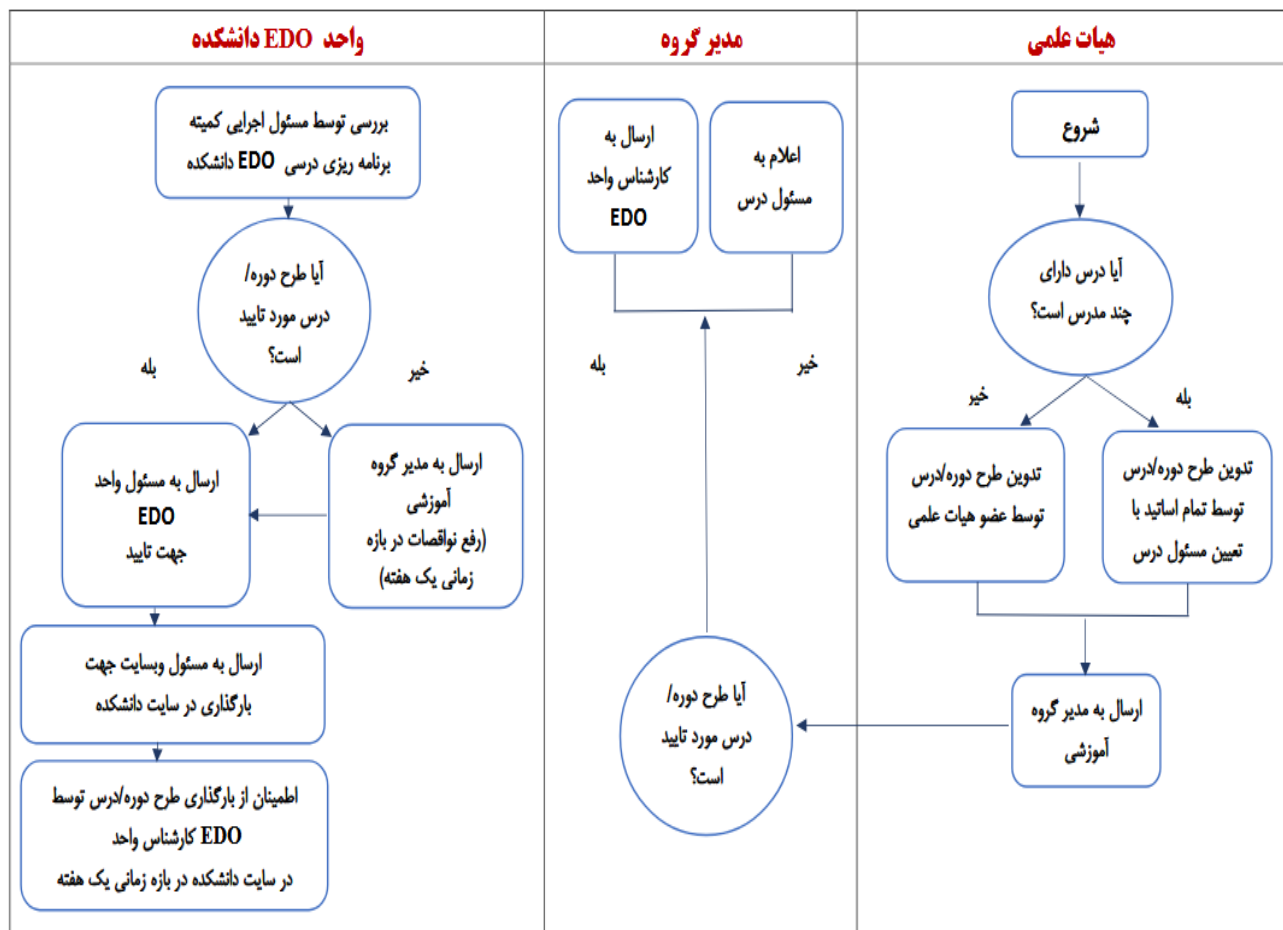 هیات علمی
شروع
آیا درس دارای
چند مدرس است؟
بله
خیر
تدوین طرح دوره/درس
توسط تمام اساتید با
تعیین مسئول درس
تدوین طرح دوره/درس
توسط عضو هیات علمی
ارسال به مدیر گروه
آموزشی
مدیر گروه
اعلام به
مسئول درس
ارسال به
کارشناس واحد
EDO
خیر
بله
آیا طرح دوره/
درس مورد تایید
است؟
واحد EDO دانشکده
بررسی توسط مسئول اجرایی کمیته
برنامه ریزی درسی EDO دانشکده
آیا طرح دوره/
درس مورد تایید
است؟
خیر
بله
ارسال به مدیر گروه
آموزشی
(رفع نواقصات در بازه
زمانی یک هفته)
ارسال به مسئول واحد
EDO
جهت تایید
ارسال به مسئول وبسایت جهت
بارگذاری در سایت دانشکده
اطمینان از بارگذاری طرح دوره/درس توسط
کارشناس واحد EDO
در سایت دانشکده در بازه زمانی یک هفته